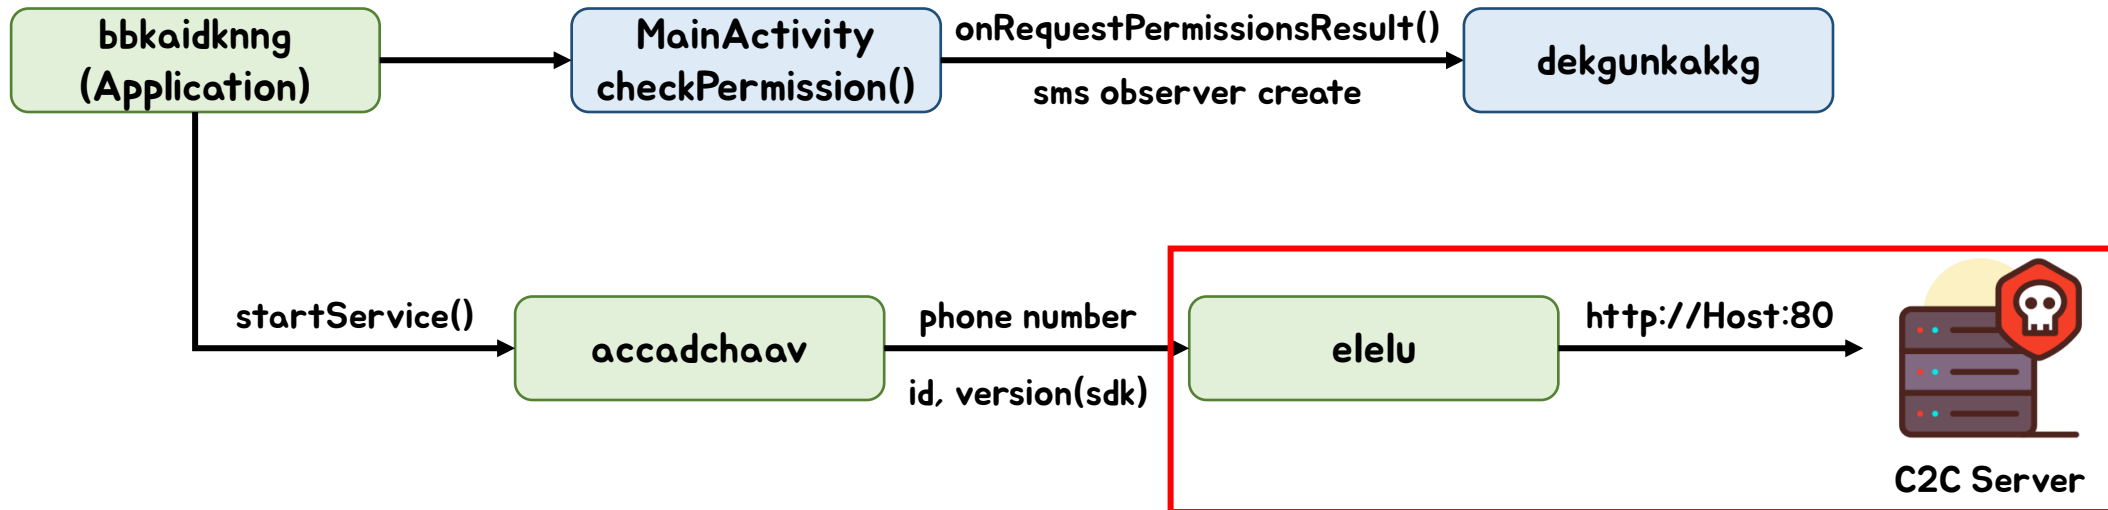 bbkaidknng
(Application)
MainActivity
checkPermission()
onRequestPermissionsResult()
sms observer create
dekgunkakkg
startService()
accadchaav
phone number
id, version(sdk)
elelu
http://Host:80
C2C Server